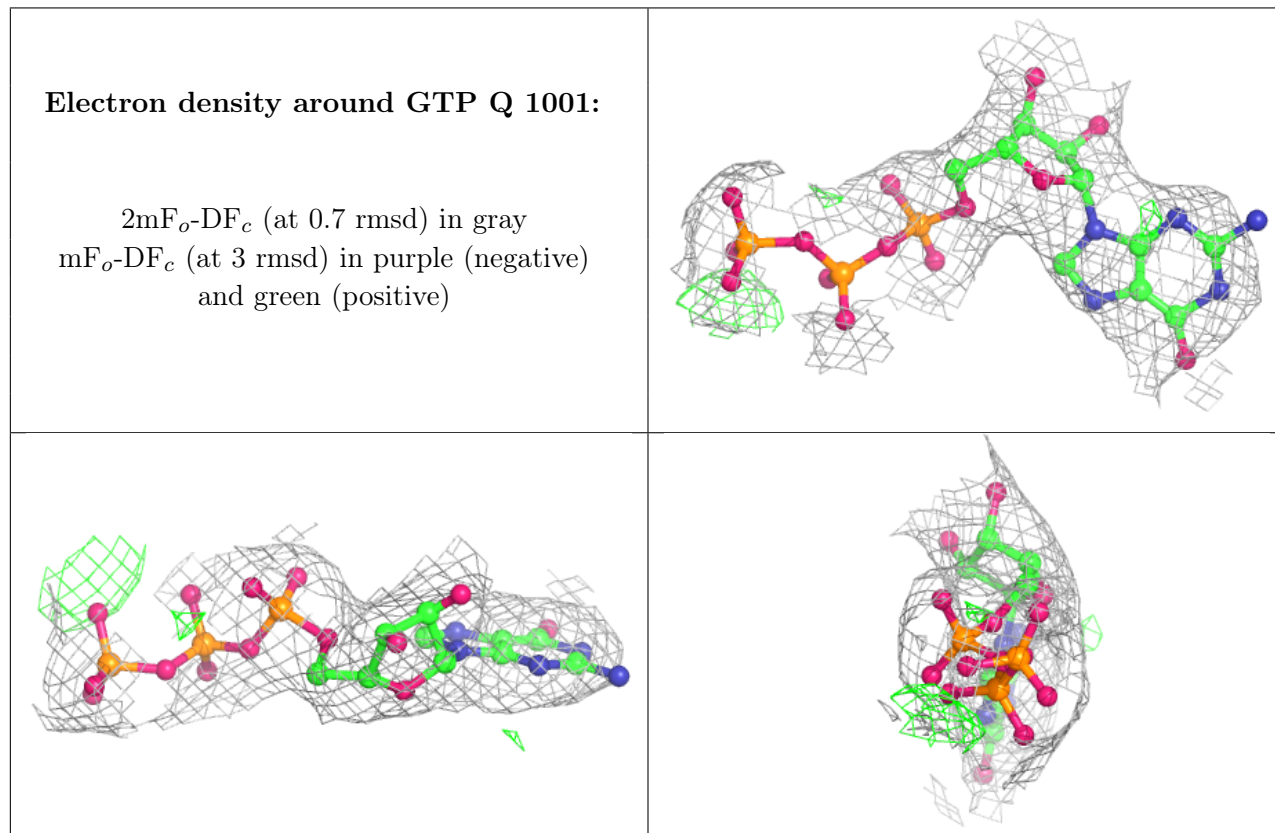 Electron density around GTP Q 1001:
2mFₒ-DF𝒸 (at 0.7 rmsd) in gray
mFₒ-DF𝒸 (at 3 rmsd) in purple (negative)
and green (positive)